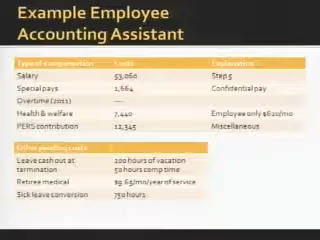 Example Employee
Accounting Assistant
Type of compensation Costs Explanation
Salary 53,060 Step 5
Special pays 1,664 Confidential pay
Overtime (2011) ---
Health & welfare 7,440 Employee only $620/mo
PERS contribution 12,345 Miscellaneous
Other pending costs
Leave cash out at termination 200 hours of vacation
50 hours comp time
Retiree medical $9.65/mo/year of service
Sick leave conversion 750 hours